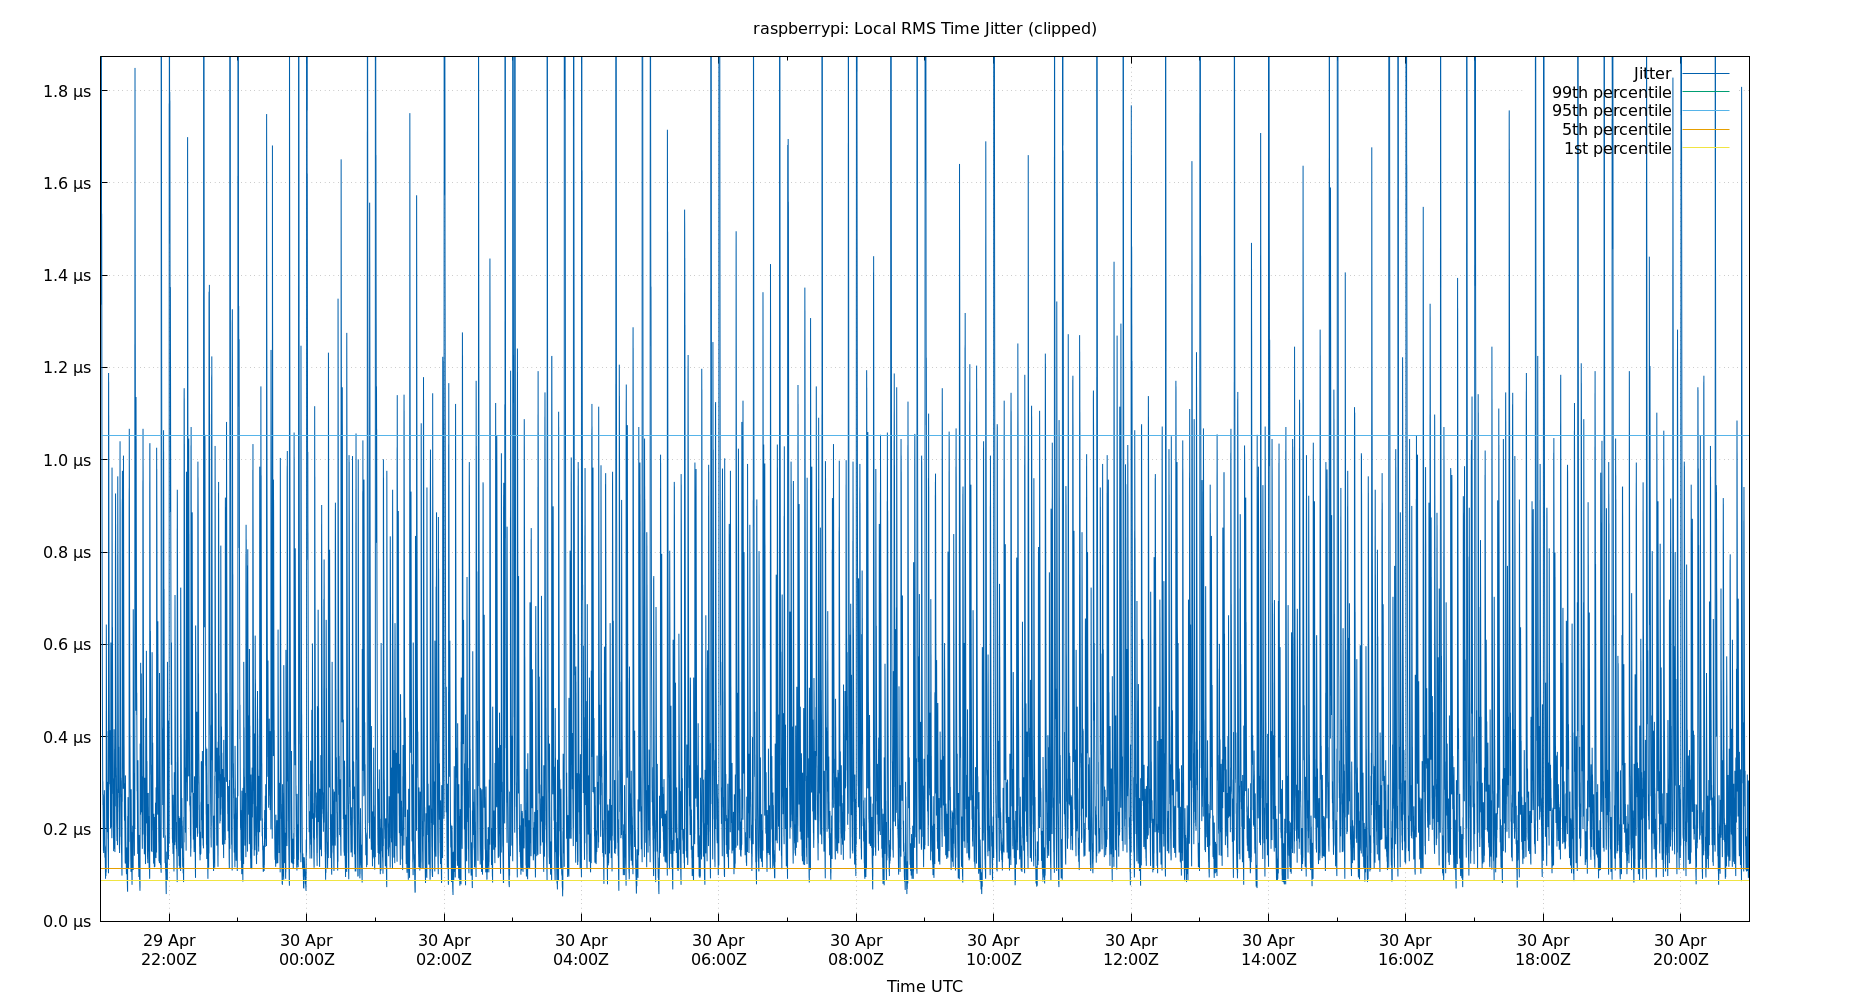 raspberrypi: Local RMS Time Jitter (clipped)
Jitter
99th percentile
95th percentile
5th percentile
1st percentile
1.8 μs
1.6 μs
1.4 μs
1.2 μs
1.0 μs
0.8 μs
0.6 μs
0.4 μs
0.2 μs
0.0 μs
29 Apr 30 Apr 30 Apr 30 Apr 30 Apr 30 Apr 30 Apr 30 Apr 30 Apr 30 Apr 30 Apr 30 Apr
22:00Z 00:00Z 02:00Z 04:00Z 06:00Z 08:00Z 10:00Z 12:00Z 14:00Z 16:00Z 18:00Z 20:00Z
Time UTC